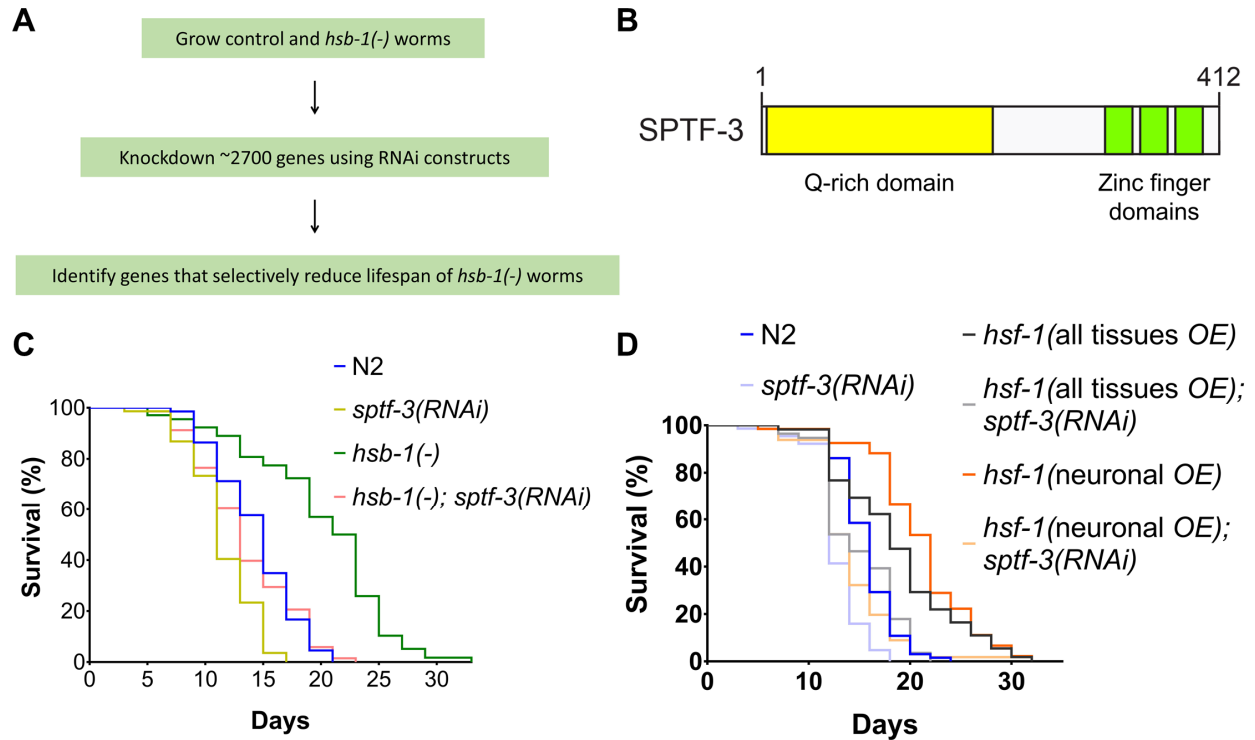 A
Grow control and hsb-1(-) worms
Knockdown ~2700 genes using RNAi constructs
Identify genes that selectively reduce lifespan of hsb-1(-) worms
B
1
412
SPTF-3
Q-rich domain
Zinc finger
domains
C
N2
sptf-3(RNAi)
hsb-1(-)
hsb-1(-); sptf-3(RNAi)
Survival (%)
100
80
60
40
20
0
0
5
10
15
20
25
30
Days
D
N2
sptf-3(RNAi)
hsf-1(all tissues OE)
hsf-1(all tissues OE);
sptf-3(RNAi)
hsf-1(neuronal OE)
hsf-1(neuronal OE);
sptf-3(RNAi)
Survival (%)
100
80
60
40
20
0
0
10
20
30
Days